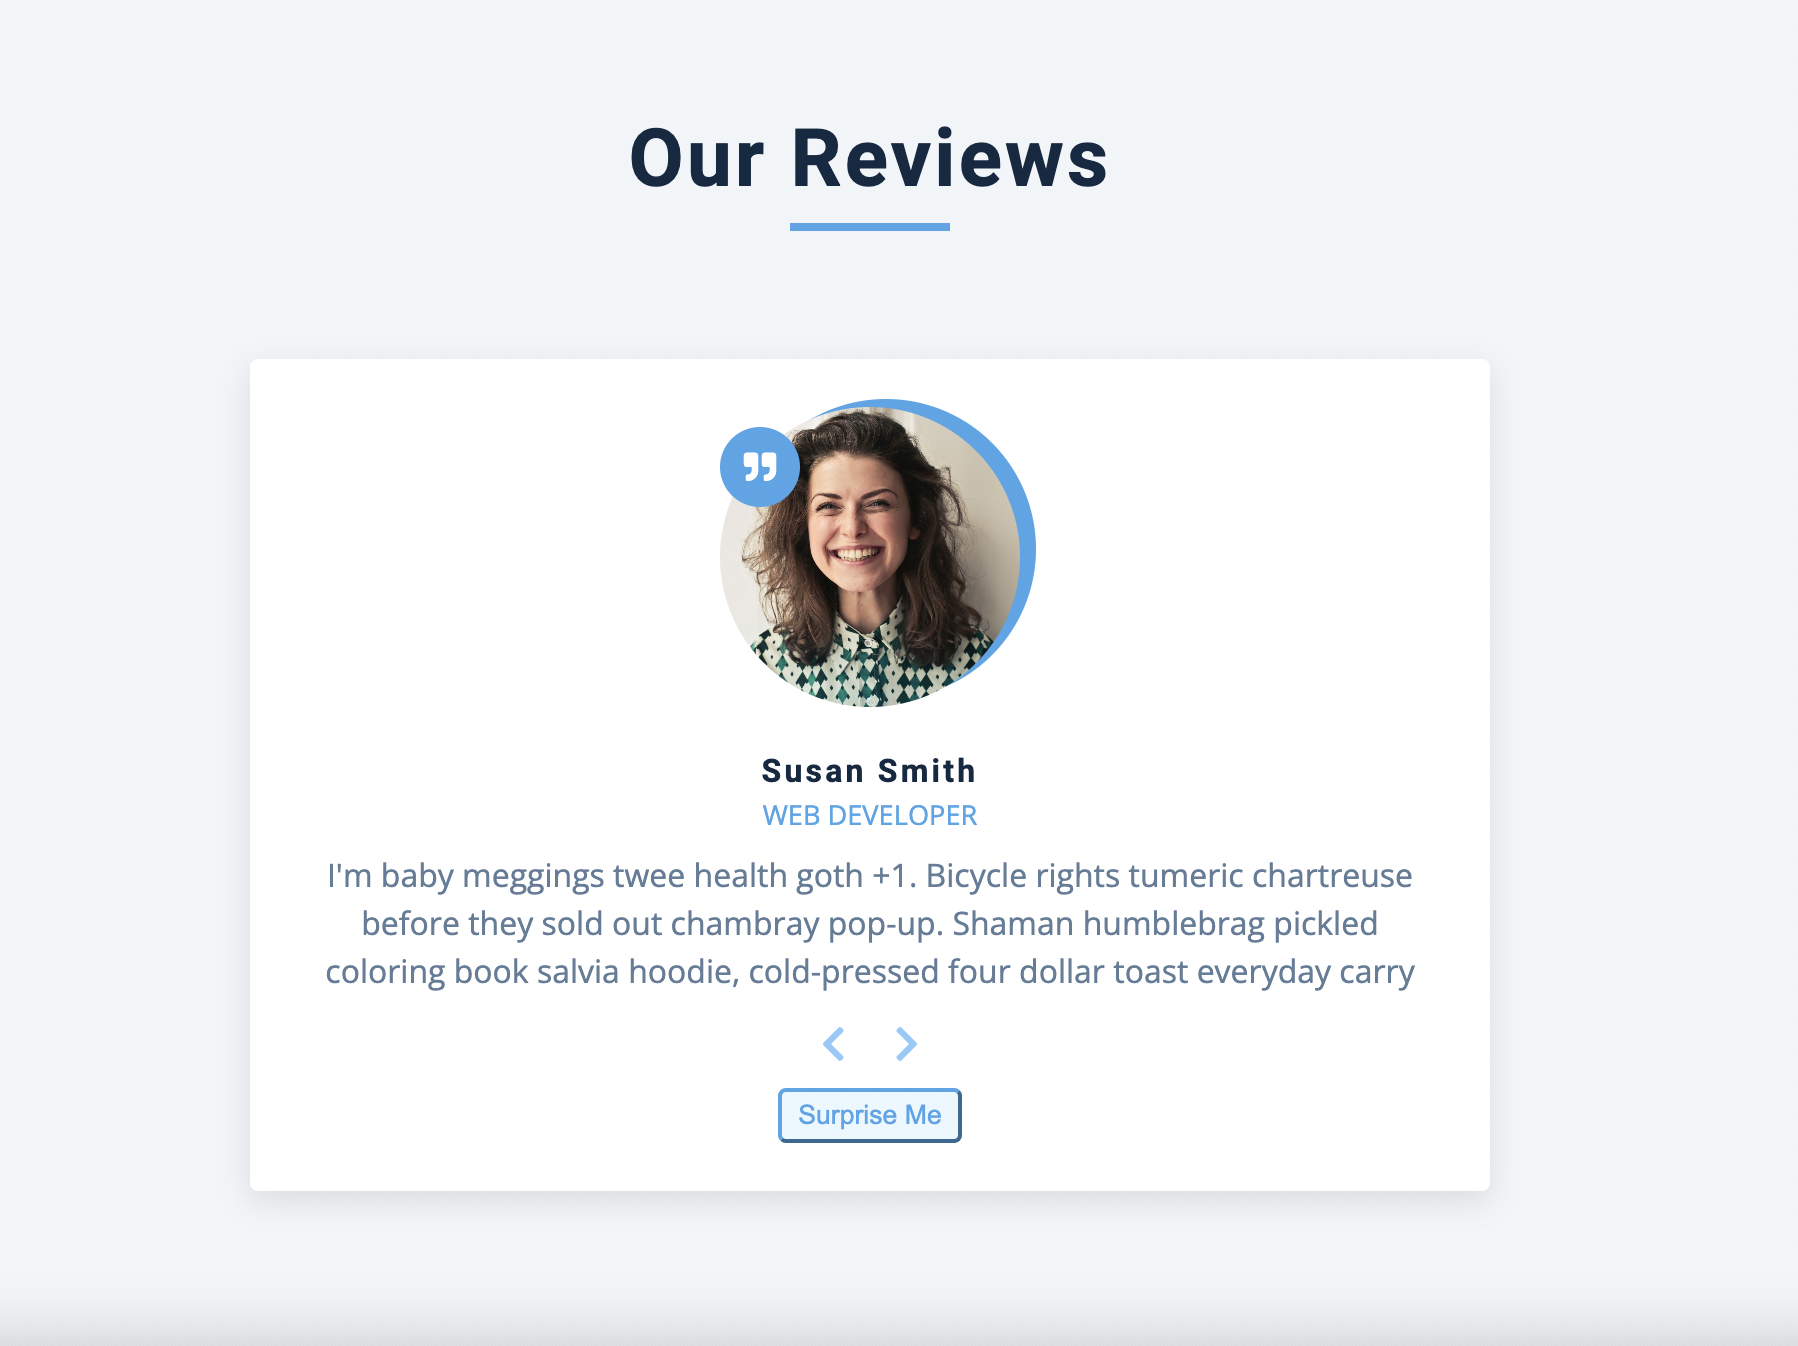 Our Reviews
Susan Smith
WEB DEVELOPER
I'm baby meggings twee health goth +1. Bicycle rights tumeric chartreuse
before they sold out chambray pop-up. Shaman humblebrag pickled
coloring book salvia hoodie, cold-pressed four dollar toast everyday carry
Surprise Me